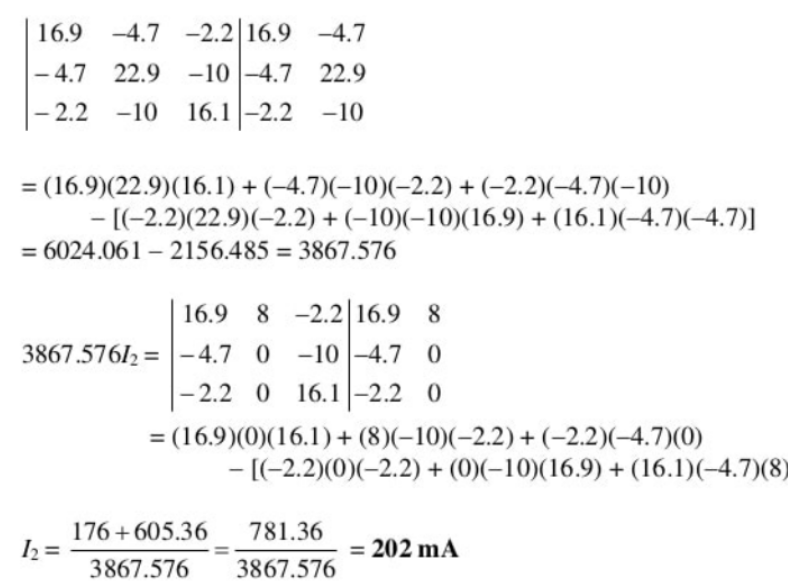 | 16.9 –4.7 –2.2 | 16.9 –4.7
| – 4.7 22.9 –10 | –4.7 22.9
| – 2.2 –10 16.1 | –2.2 –10
= (16.9)(22.9)(16.1) + (–4.7)(–10)(–2.2) + (–2.2)(–4.7)(–10)
– [(–2.2)(22.9)(–2.2) + (–10)(–10)(16.9) + (16.1)(–4.7)(–4.7)]
= 6024.061 – 2156.485 = 3867.576
| 16.9 8 –2.2 | 16.9 8
3867.576I₂ = | – 4.7 0 –10 | –4.7 0
| – 2.2 0 16.1 | –2.2 0
= (16.9)(0)(16.1) + (8)(–10)(–2.2) + (–2.2)(–4.7)(0)
– [(–2.2)(0)(–2.2) + (0)(–10)(16.9) + (16.1)(–4.7)(8)
I₂ = (176 + 605.36)/3867.576 = 781.36/3867.576 = 202 mA